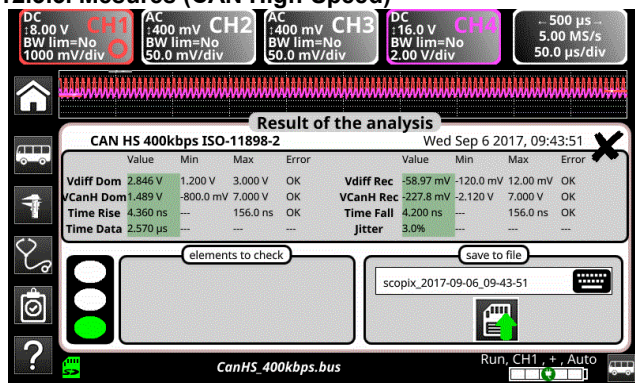 12.3.3. Mesures (CAN High Speed)
DC CH1
↕8.00 V
BW lim=No
1000 mV/div
AC CH2
↕400 mV
BW lim=No
50.0 mV/div
AC CH3
↕400 mV
BW lim=No
50.0 mV/div
DC CH4
↕16.0 V
BW lim=No
2.00 V/div
←500 µs→
5.00 MS/s
50.0 µs/div
Result of the analysis
CAN HS 400kbps ISO-11898-2 Wed Sep 6 2017, 09:43:51
Value Min Max Error Value Min Max Error
Vdiff Dom 2.846 V 1.200 V 3.000 V OK Vdiff Rec -58.97 mV -120.0 mV 12.00 mV OK
VCanH Dom 1.489 V -800.0 mV 7.000 V OK VCanH Rec -227.8 mV -2.120 V 7.000 V OK
Time Rise 4.360 ns --- 156.0 ns OK Time Fall 4.200 ns --- 156.0 ns OK
Time Data 2.570 µs --- --- --- Jitter 3.0% --- --- ---
elements to check save to file
scopix_2017-09-06_09-43-51
CanHS_400kbps.bus Run, CH1 , + , Auto